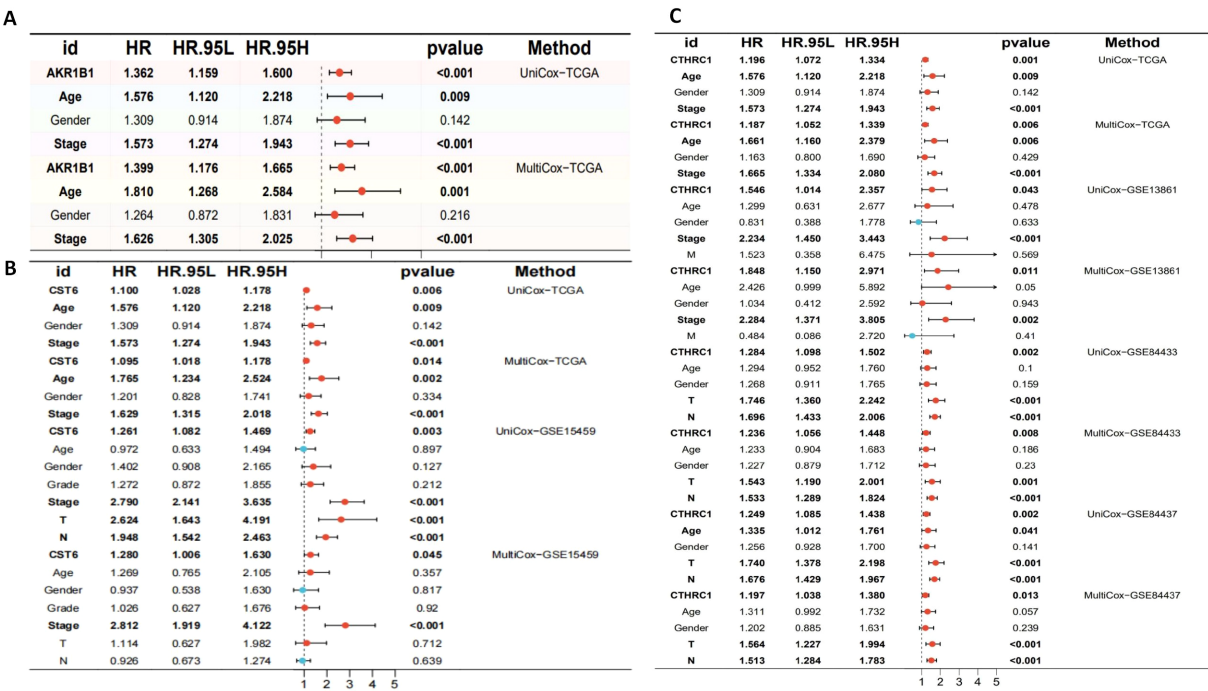 A
id HR HR.95L HR.95H pvalue Method
AKR1B1 1.362 1.159 1.600 <0.001 UniCox−TCGA
Age 1.576 1.120 2.218 0.009
Gender 1.309 0.914 1.874 0.142
Stage 1.573 1.274 1.943 <0.001
AKR1B1 1.399 1.176 1.665 <0.001 MultiCox−TCGA
Age 1.810 1.268 2.584 0.001
Gender 1.264 0.872 1.831 0.216
Stage 1.626 1.305 2.025 <0.001
B
id HR HR.95L HR.95H pvalue Method
CST6 1.100 1.028 1.178 0.006 UniCox−TCGA
Age 1.576 1.120 2.218 0.009
Gender 1.309 0.914 1.874 0.142
Stage 1.573 1.274 1.943 <0.001
CST6 1.095 1.018 1.178 0.014 MultiCox−TCGA
Age 1.765 1.234 2.524 0.002
Gender 1.201 0.828 1.741 0.334
Stage 1.629 1.315 2.018 <0.001
CST6 1.261 1.082 1.469 0.003 UniCox−GSE15459
Age 0.972 0.633 1.494 0.897
Gender 1.402 0.908 2.165 0.127
Grade 1.272 0.872 1.855 0.212
Stage 2.790 2.141 3.635 <0.001
T 2.624 1.643 4.191 <0.001
N 1.948 1.542 2.463 <0.001
CST6 1.280 1.006 1.630 0.045 MultiCox−GSE15459
Age 1.269 0.765 2.105 0.357
Gender 0.937 0.538 1.630 0.817
Grade 1.026 0.627 1.676 0.92
Stage 2.812 1.919 4.122 <0.001
T 1.114 0.627 1.982 0.712
N 0.926 0.673 1.274 0.639
1 2 3 4 5
C
id HR HR.95L HR.95H pvalue Method
CTHRC1 1.196 1.072 1.334 0.001 UniCox−TCGA
Age 1.576 1.120 2.218 0.009
Gender 1.309 0.914 1.874 0.142
Stage 1.573 1.274 1.943 <0.001
CTHRC1 1.187 1.052 1.339 0.006 MultiCox−TCGA
Age 1.661 1.160 2.379 0.006
Gender 1.163 0.800 1.690 0.429
Stage 1.665 1.334 2.080 <0.001
CTHRC1 1.546 1.014 2.357 0.043 UniCox−GSE13861
Age 1.299 0.631 2.677 0.478
Gender 0.831 0.388 1.778 0.633
Stage 2.234 1.450 3.443 <0.001
M 1.523 0.358 6.475 0.569
CTHRC1 1.848 1.150 2.971 0.011 MultiCox−GSE13861
Age 2.426 0.999 5.892 0.05
Gender 1.034 0.412 2.592 0.943
Stage 2.284 1.371 3.805 0.002
M 0.484 0.086 2.720 0.41
CTHRC1 1.284 1.098 1.502 0.002 UniCox−GSE84433
Age 1.294 0.952 1.760 0.1
Gender 1.268 0.911 1.765 0.159
T 1.746 1.360 2.242 <0.001
N 1.696 1.433 2.006 <0.001
CTHRC1 1.236 1.056 1.448 0.008 MultiCox−GSE84433
Age 1.233 0.904 1.683 0.186
Gender 1.227 0.879 1.712 0.23
T 1.543 1.190 2.001 0.001
N 1.533 1.289 1.824 <0.001
CTHRC1 1.249 1.085 1.438 0.002 UniCox−GSE84437
Age 1.335 1.012 1.761 0.041
Gender 1.256 0.928 1.700 0.141
T 1.740 1.378 2.198 <0.001
N 1.676 1.429 1.967 <0.001
CTHRC1 1.197 1.038 1.380 0.013 MultiCox−GSE84437
Age 1.311 0.992 1.732 0.057
Gender 1.202 0.885 1.631 0.239
T 1.564 1.227 1.994 <0.001
N 1.513 1.284 1.783 <0.001
1 2 3 4 5